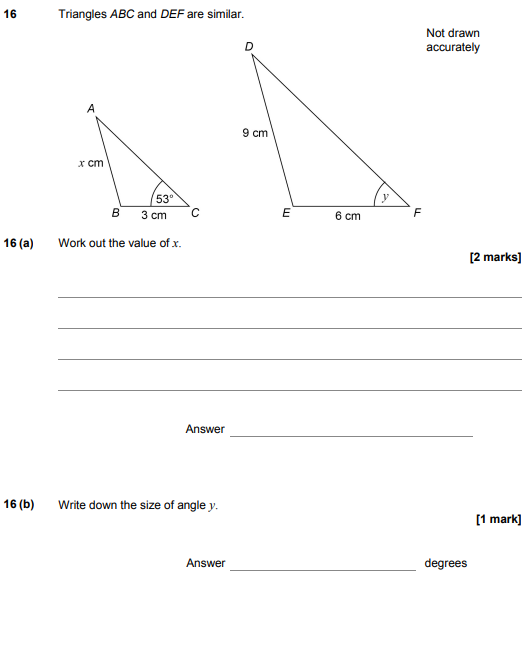 16 Triangles ABC and DEF are similar.
Not drawn
accurately
D
A
9 cm
x cm
53°
y
B 3 cm C
E 6 cm F
16 (a) Work out the value of x.
[2 marks]
Answer
16 (b) Write down the size of angle y.
[1 mark]
Answer degrees